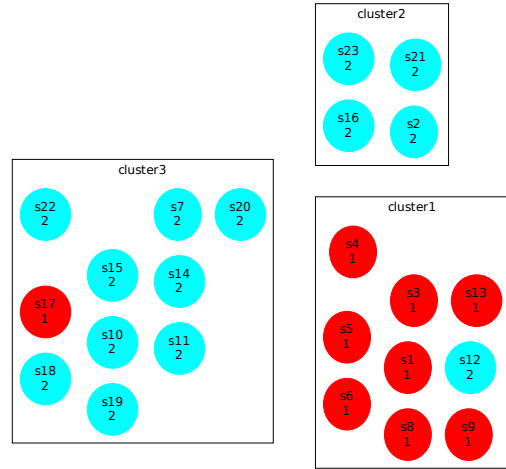 cluster2
s23
2
s21
2
s16
2
s2
2
cluster3
s22
2
s7
2
s20
2
s15
2
s14
2
s17
1
s10
2
s11
2
s18
2
s19
2
cluster1
s4
1
s3
1
s13
1
s5
1
s1
1
s12
2
s6
1
s8
1
s9
1